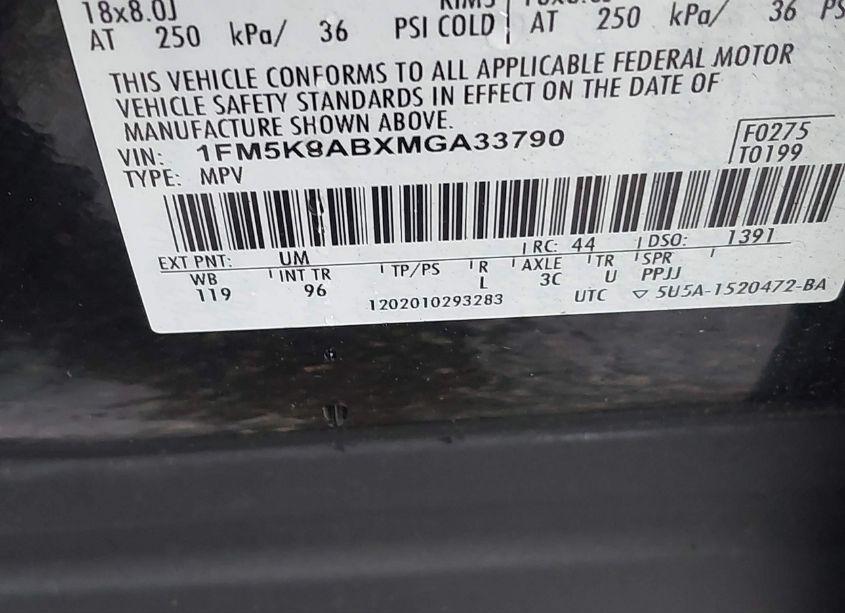 18x8.0J
AT 250 kPa/ 36 PSI COLD AT 250 kPa/ 36 PS
THIS VEHICLE CONFORMS TO ALL APPLICABLE FEDERAL MOTOR
VEHICLE SAFETY STANDARDS IN EFFECT ON THE DATE OF
MANUFACTURE SHOWN ABOVE.
VIN: 1FM5K8ABXMGA33790
F0275
TYPE: MPV
T0199
EXT PNT: UM RC: 44 DSO: 1391
WB INT TR TP/PS R AXLE TR SPR
119 96 L 3C U PPJJ
1202010293283 UTC ▽ 5U5A-1520472-BA